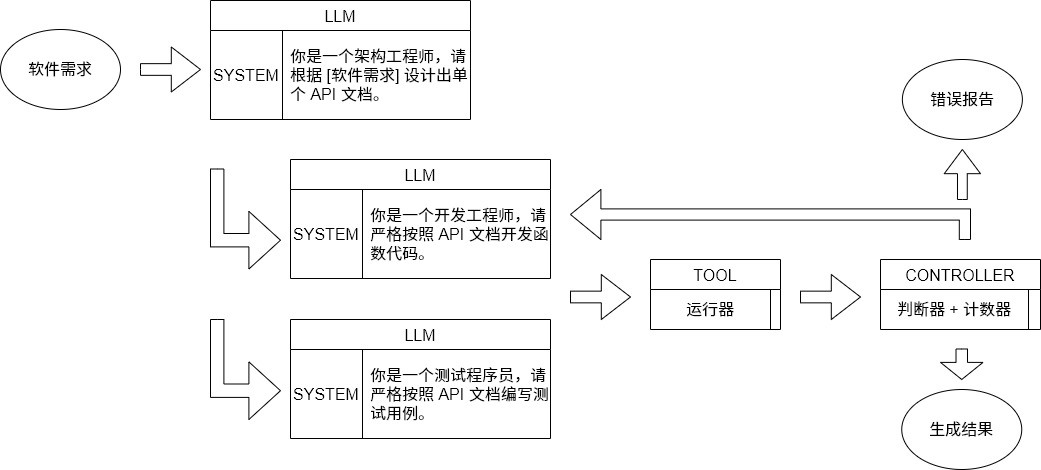 软件需求
LLM
SYSTEM
你是一个架构工程师，请
根据 [软件需求] 设计出单
个 API 文档。
错误报告
LLM
SYSTEM
你是一个开发工程师，请
严格按照 API 文档开发函
数代码。
TOOL
运行器
CONTROLLER
判断器 + 计数器
LLM
SYSTEM
你是一个测试程序员，请
严格按照 API 文档编写测
试用例。
生成结果